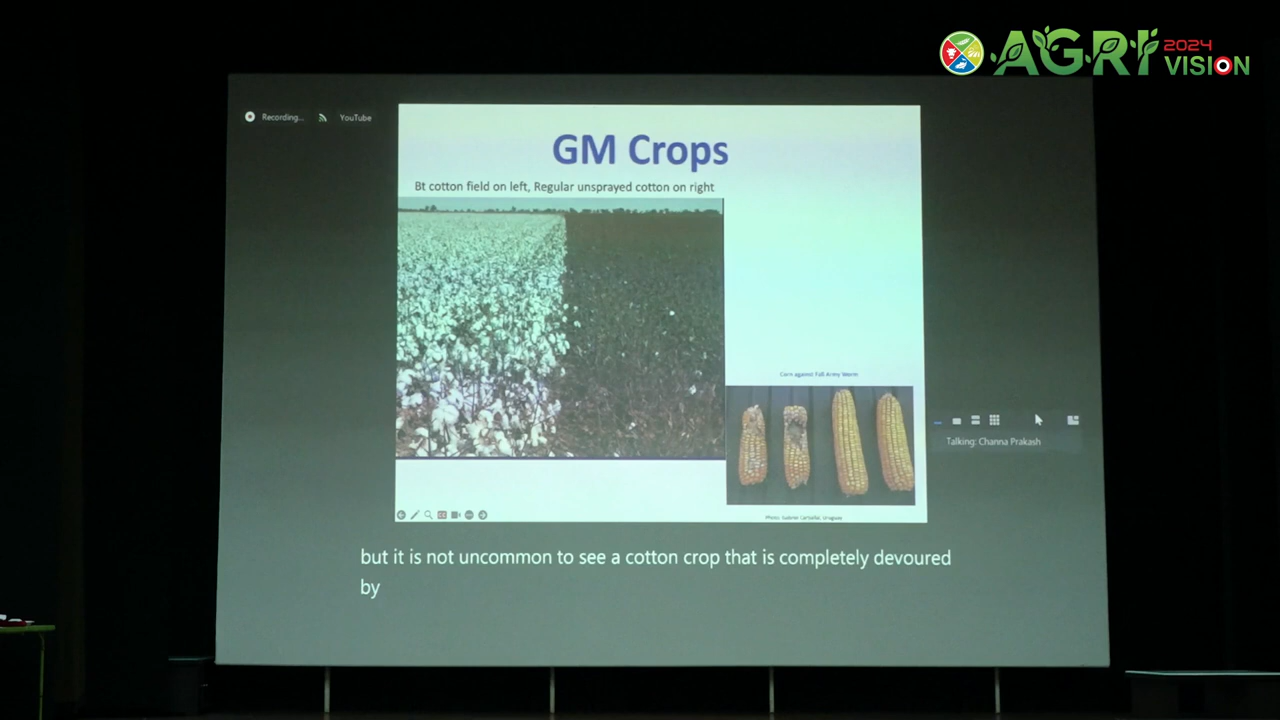 AGRI 2024 VISION
Recording...
YouTube
GM Crops
Bt cotton field on left, Regular unsprayed cotton on right
Corn against Fall Army Worm
Talking: Channa Prakash
but it is not uncommon to see a cotton crop that is completely devoured
by